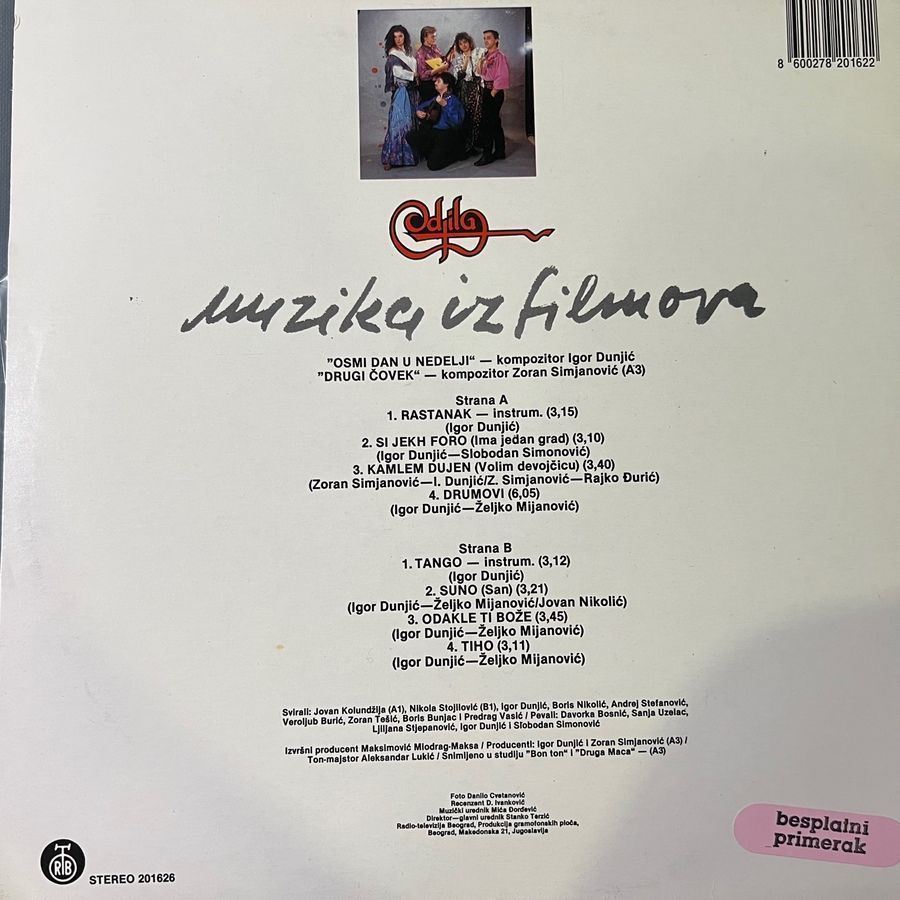 8 600278 201622
Odjila
muzika iz filmova
"OSMI DAN U NEDELJI“ — kompozitor Igor Dunjić
"DRUGI ČOVEK“ — kompozitor Zoran Simjanović (A3)
Strana A
1. RASTANAK — instrum. (3,15)
(Igor Dunjić)
2. SI JEKH FORO (Ima jedan grad) (3,10)
(Igor Dunjić—Slobodan Simonović)
3. KAMLEM DUJEN (Volim devojčicu) (3,40)
(Zoran Simjanović—I. Dunjić/Z. Simjanović—Rajko Đurić)
4. DRUMOVI (6,05)
(Igor Dunjić—Željko Mijanović)
Strana B
1. TANGO — instrum. (3,12)
(Igor Dunjić)
2. SUNO (San) (3,21)
(Igor Dunjić—Željko Mijanović/Jovan Nikolić)
3. ODAKLE TI BOŽE (3,45)
(Igor Dunjić—Željko Mijanović)
4. TIHO (3,11)
(Igor Dunjić—Željko Mijanović)
Svirali: Jovan Kolundžija (A1), Nikola Stojilović (B1), Igor Dunjić, Boris Nikolić, Andrej Stefanović,
Veroljub Burić, Zoran Tešić, Boris Bunjac i Predrag Vasić / Pevali: Davorka Bosnić, Sanja Uzelac,
Ljiljana Stjepanović, Igor Dunjić i Slobodan Simonović
Izvršni producent Maksimović Miodrag-Maksa / Producenti: Igor Dunjić i Zoran Simjanović (A3) /
Ton-majstor Aleksandar Lukić / Snimljeno u studiju "Bon ton" i "Druga Maca" — (A3)
Foto Danilo Cvetanović
Recenzent D. Ivanković
Muzički urednik Mića Đorđević
Direktor—glavni urednik Stanko Terzić
Radio-televizija Beograd, Produkcija gramofonskih ploča,
Beograd, Makedonska 21, Jugoslavija
besplatni
primerak
RTB
STEREO 201626